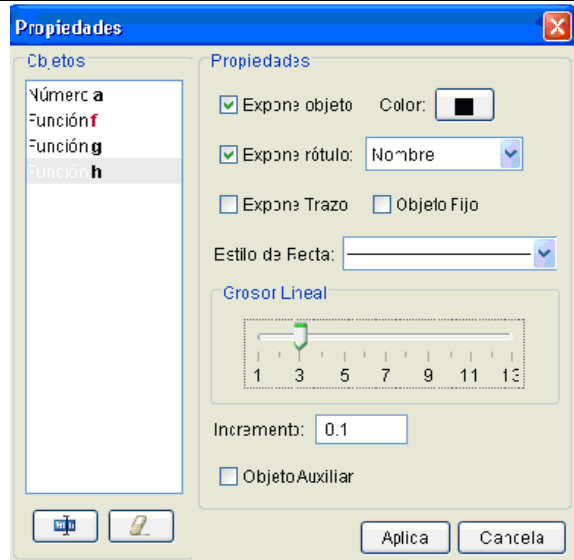 Propiedades
Objetos
Número a
Función f
Función g
Función h
Propiedades
Expone objeto Color:
Expone rótulo: Nombre
Expone Trazo Objeto Fijo
Estilo de Recta:
Grosor Lineal
1 3 5 7 9 11 13
Incremento: 0.1
Objeto Auxiliar
Aplica Cancela